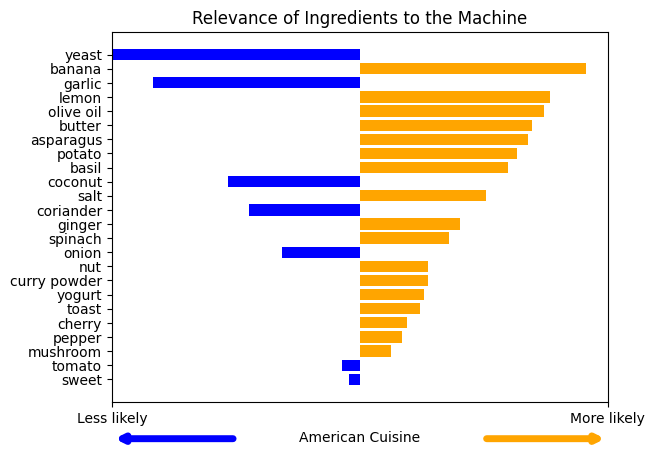 Relevance of Ingredients to the Machine
yeast
banana
garlic
lemon
olive oil
butter
asparagus
potato
basil
coconut
salt
coriander
ginger
spinach
onion
nut
curry powder
yogurt
toast
cherry
pepper
mushroom
tomato
sweet
Less likely More likely
American Cuisine